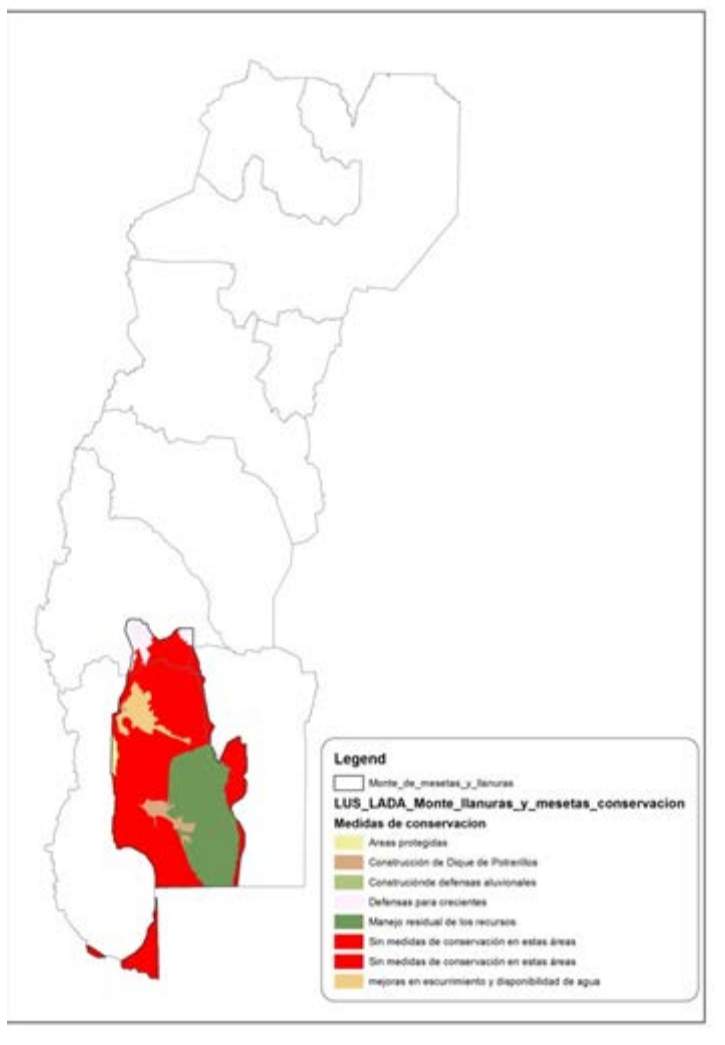 Legend
Monte_de_mesetas_y_llanuras
LUS_LADA_Monte_llanuras_y_mesetas_conservacion
Medidas de conservacion
Areas protegidas
Construcción de Dique de Potrerillos
Construciónde defensas aluvionales
Defensas para crecientes
Manejo residual de los recursos
Sin medidas de conservación en estas áreas
Sin medidas de conservación en estas áreas
mejoras en escurrimiento y disponibilidad de agua